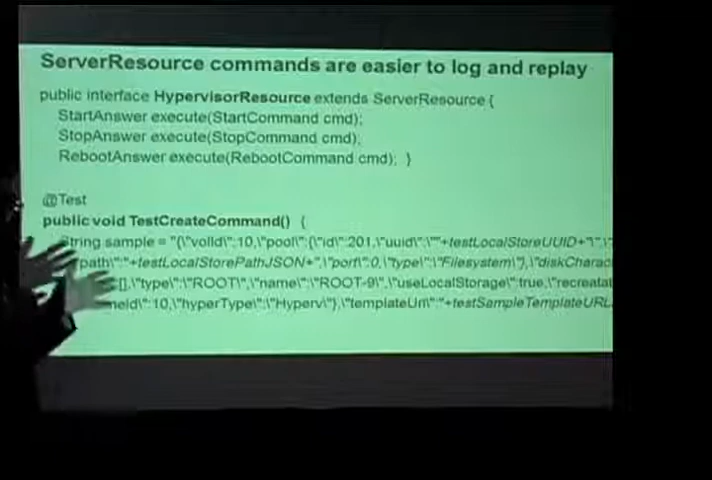 ServerResource commands are easier to log and replay
public interface HypervisorResource extends ServerResource {
StartAnswer execute(StartCommand cmd);
StopAnswer execute(StopCommand cmd);
RebootAnswer execute(RebootCommand cmd); }
@Test
public void TestCreateCommand() {
String sample = "{\"volId\":10,\"pool\":{\"id\":201,\"uuid\":\""+testLocalStoreUUID+"\",\"
path\":"+testLocalStorePathJSON+",\"port\":0,\"type\":\"Filesystem\"},\"diskCharac
[],\"type\":\"ROOT\",\"name\":\"ROOT-9\",\"useLocalStorage\":true,\"recreatab
neId\":10,\"hyperType\":\"Hyperv\"},\"templateUrl\":"+testSampleTemplateURL